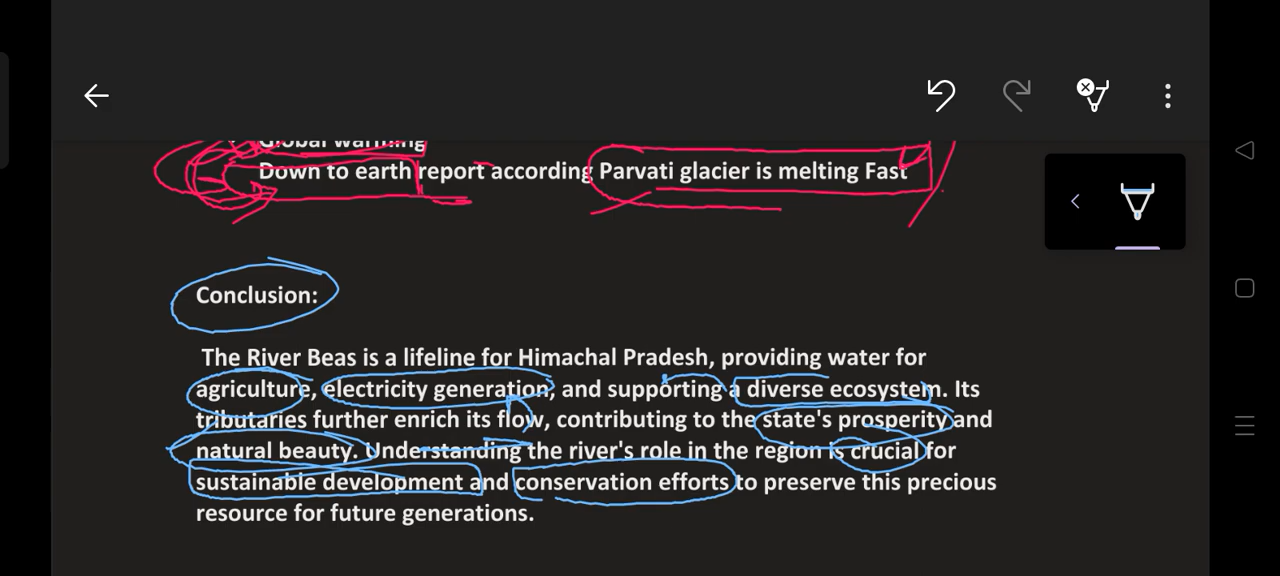 Global warming
Down to earth report according Parvati glacier is melting Fast
Conclusion:
The River Beas is a lifeline for Himachal Pradesh, providing water for
agriculture, electricity generation, and supporting a diverse ecosystem. Its
tributaries further enrich its flow, contributing to the state's prosperity and
natural beauty. Understanding the river's role in the region is crucial for
sustainable development and conservation efforts to preserve this precious
resource for future generations.